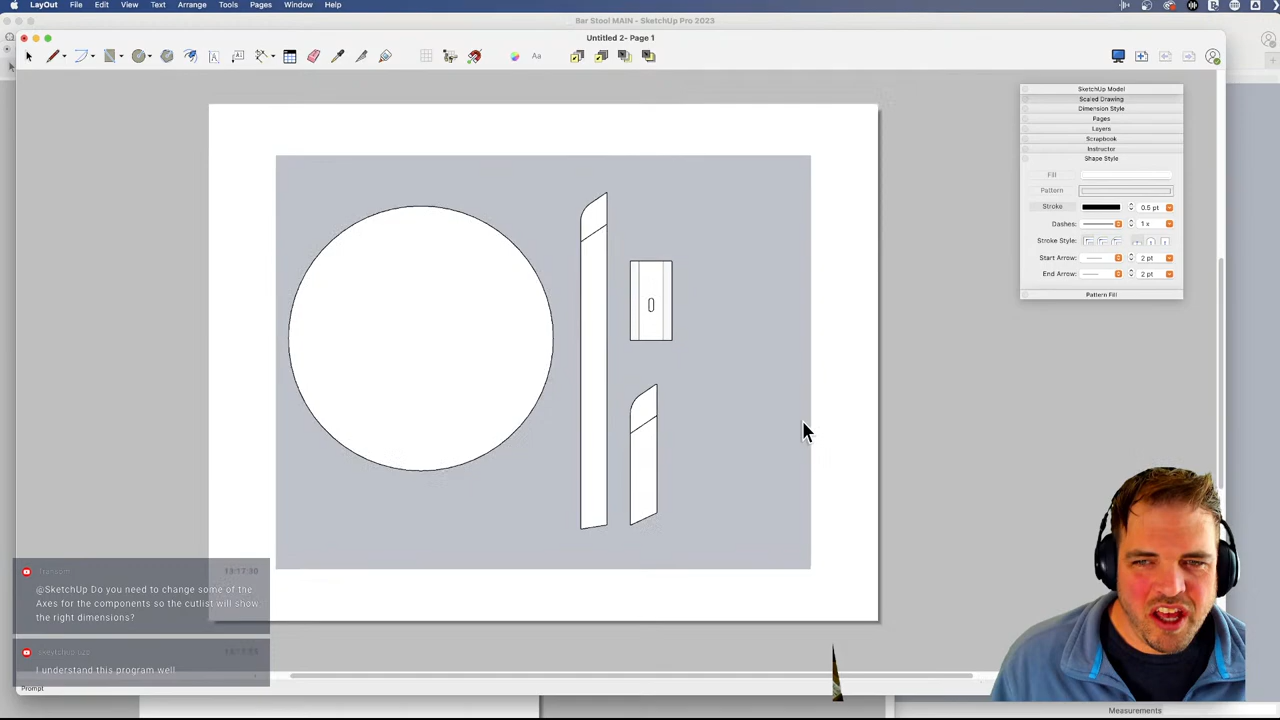 LayOut File Edit View Text Arrange Tools Pages Window Help
Bar Stool MAIN - SketchUp Pro 2023
Untitled 2- Page 1
Aa
SketchUp Model
Scaled Drawing
Dimension Style
Pages
Layers
Scrapbook
Instructor
Shape Style
Fill
Pattern
Stroke 0.5 pt
Dashes: 1 x
Stroke Style:
Start Arrow: 2 pt
End Arrow: 2 pt
Pattern Fill
@SketchUp Do you need to change some of the
Axes for the components so the cutlist will show
the right dimensions?
I understand this program well
Prompt
Measurements